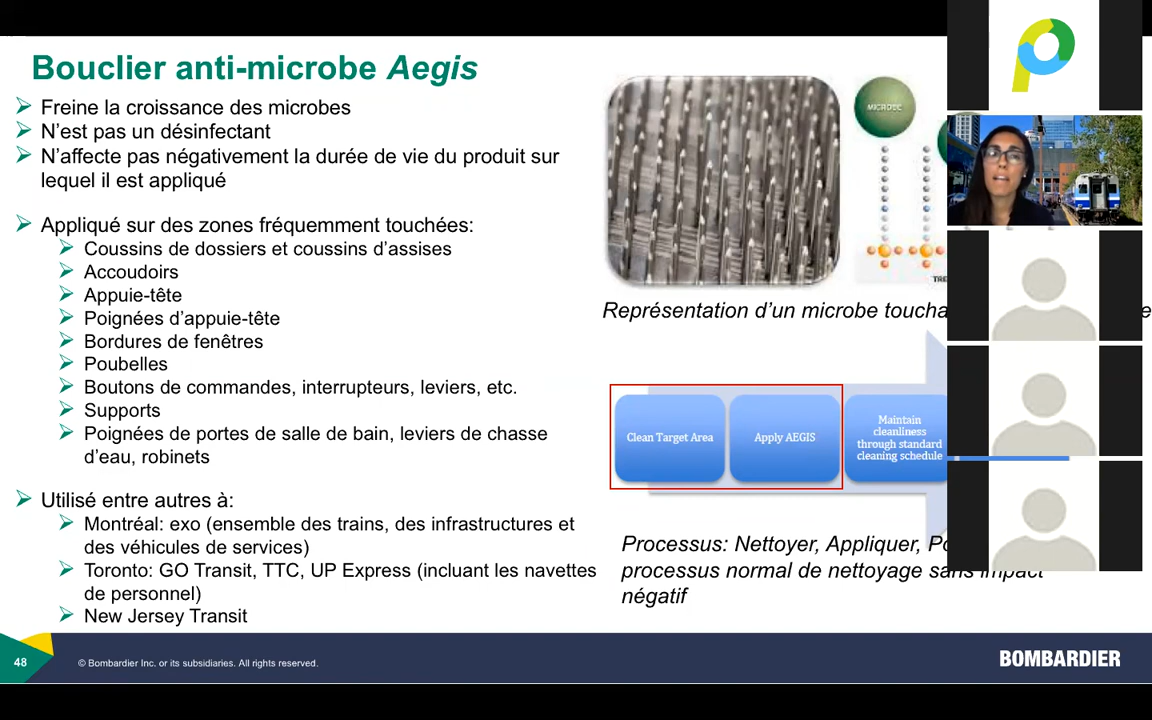 Bouclier anti-microbe Aegis
Freine la croissance des microbes
N'est pas un désinfectant
N'affecte pas négativement la durée de vie du produit sur
lequel il est appliqué
Appliqué sur des zones fréquemment touchées:
Coussins de dossiers et coussins d'assises
Accoudoirs
Appuie-tête
Poignées d'appuie-tête
Bordures de fenêtres
Poubelles
Boutons de commandes, interrupteurs, leviers, etc.
Supports
Poignées de portes de salle de bain, leviers de chasse
d'eau, robinets
Utilisé entre autres à:
Montréal: exo (ensemble des trains, des infrastructures et
des véhicules de services)
Toronto: GO Transit, TTC, UP Express (incluant les navettes
de personnel)
New Jersey Transit
MICROBE
Représentation d'un microbe
Clean Target Area
Apply AEGIS
Maintain
cleanliness
through standard
cleaning schedule
Processus: Nettoyer, Appliquer,
processus normal de nettoyage sans impact
négatif
48
© Bombardier Inc. or its subsidiaries. All rights reserved.
BOMBARDIER